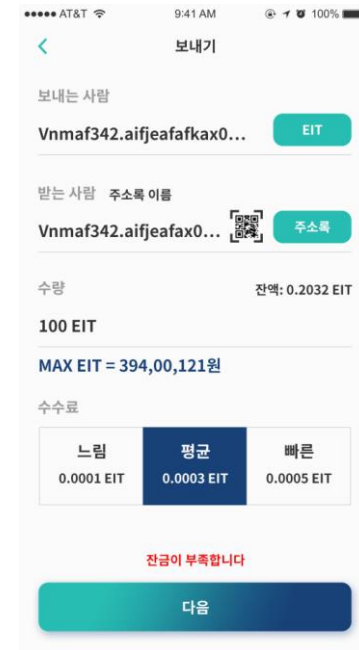 AT&T 9:41 AM 100%
보내기
보내는 사람
Vnmaf342.aifjeafafkax0... EIT
받는 사람 주소록 이름
Vnmaf342.aifjeafax0... 주소록
수량 잔액: 0.2032 EIT
100 EIT
MAX EIT = 394,00,121원
수수료
느림 평균 빠른
0.0001 EIT 0.0003 EIT 0.0005 EIT
잔금이 부족합니다
다음